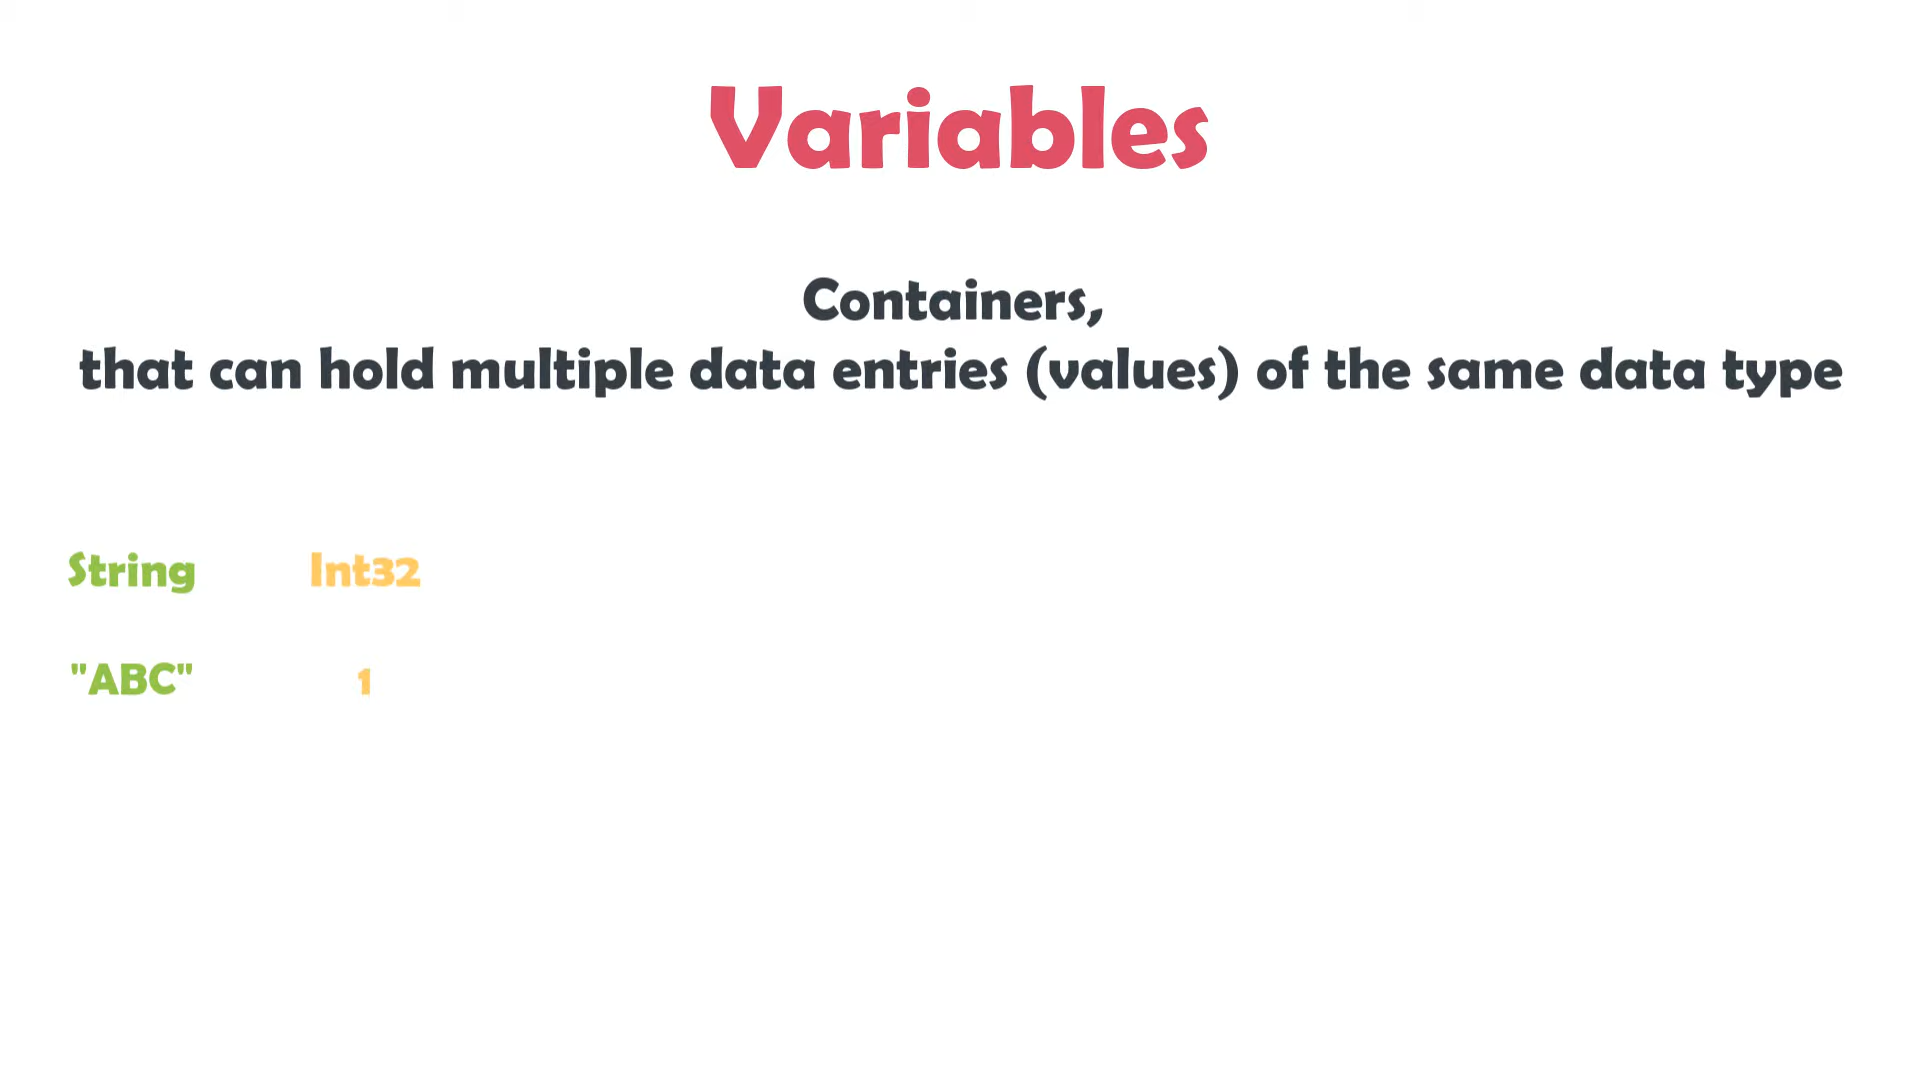 Variables
Containers,
that can hold multiple data entries (values) of the same data type
String Int32
"ABC" 1